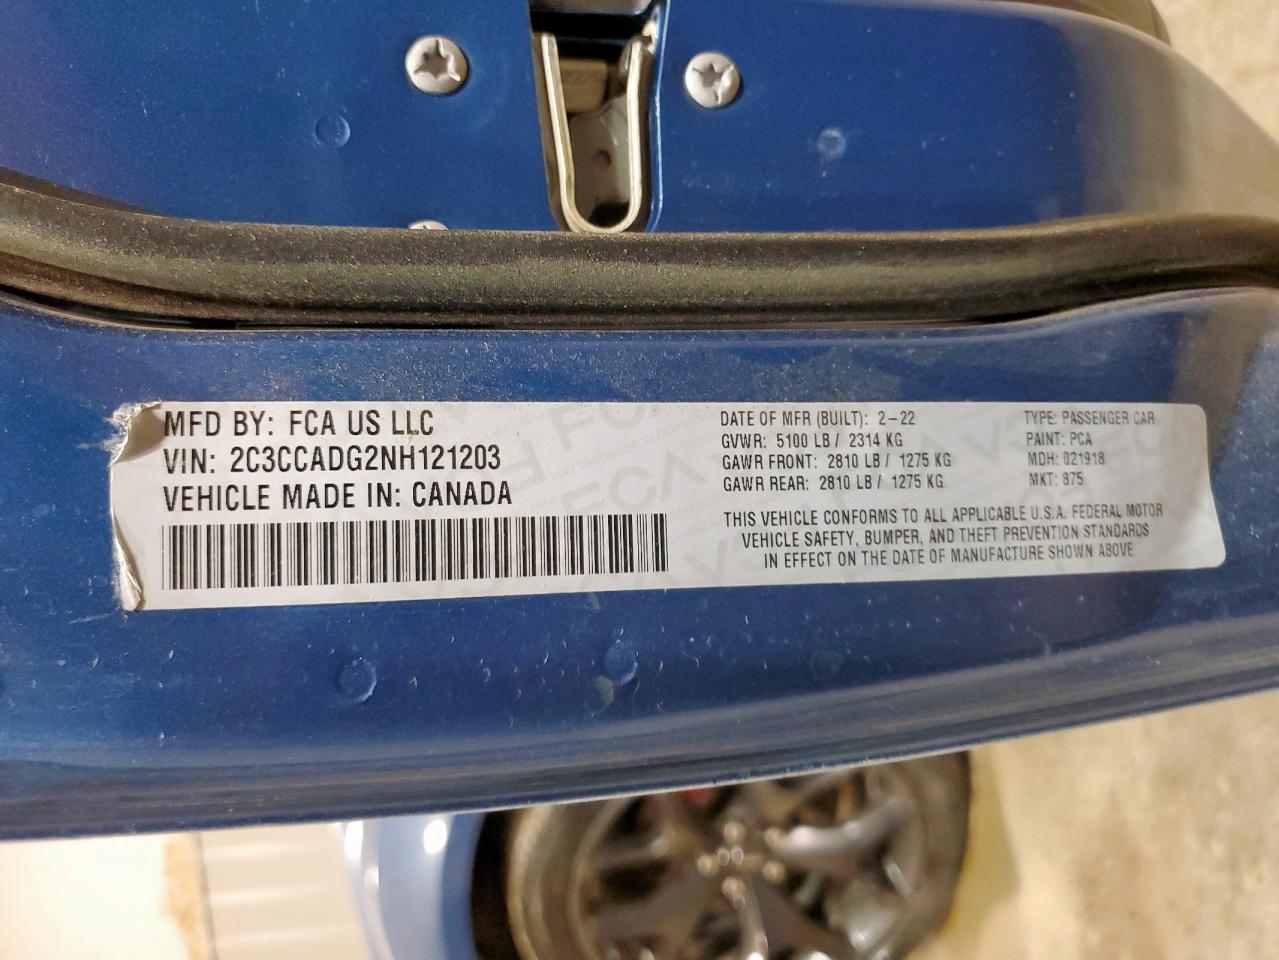 MFD BY: FCA US LLC
VIN: 2C3CCADG2NH121203
VEHICLE MADE IN: CANADA
DATE OF MFR (BUILT): 2-22
GVWR: 5100 LB / 2314 KG
GAWR FRONT: 2810 LB / 1275 KG
GAWR REAR: 2810 LB / 1275 KG
TYPE: PASSENGER CAR
PAINT: PCA
MDH: 021918
MKT: 875
THIS VEHICLE CONFORMS TO ALL APPLICABLE U.S.A. FEDERAL MOTOR
VEHICLE SAFETY, BUMPER, AND THEFT PREVENTION STANDARDS
IN EFFECT ON THE DATE OF MANUFACTURE SHOWN ABOVE